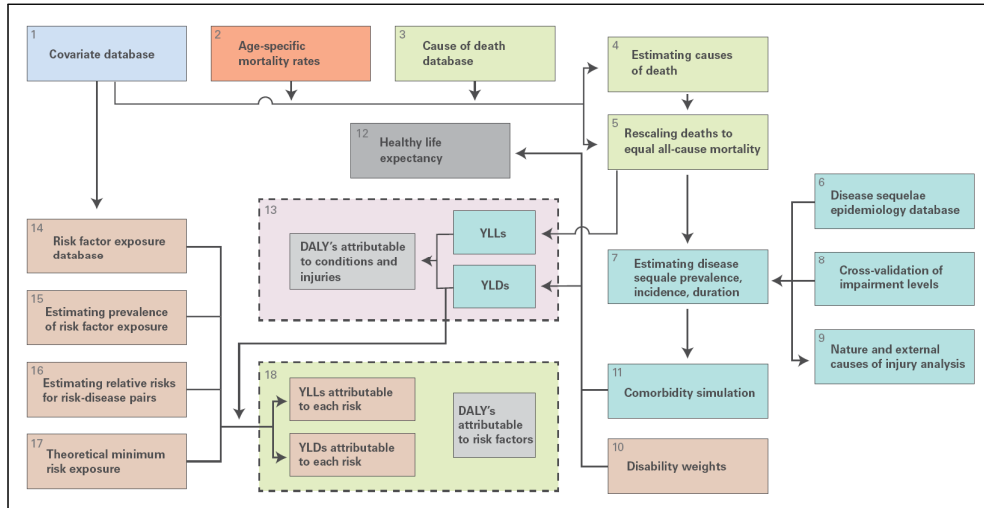 1
Covariate database
2
Age-specific
mortality rates
3
Cause of death
database
4
Estimating causes
of death
5
Rescaling deaths to
equal all-cause mortality
12
Healthy life
expectancy
6
Disease sequelae
epidemiology database
13
YLLs
DALY's attributable
to conditions and
injuries
YLDs
7
Estimating disease
sequale prevalence,
incidence, duration
8
Cross-validation of
impairment levels
9
Nature and external
causes of injury analysis
14
Risk factor exposure
database
15
Estimating prevalence
of risk factor exposure
16
Estimating relative risks
for risk-disease pairs
17
Theoretical minimum
risk exposure
18
YLLs attributable
to each risk
YLDs attributable
to each risk
DALY's
attributable
to risk factors
11
Comorbidity simulation
10
Disability weights